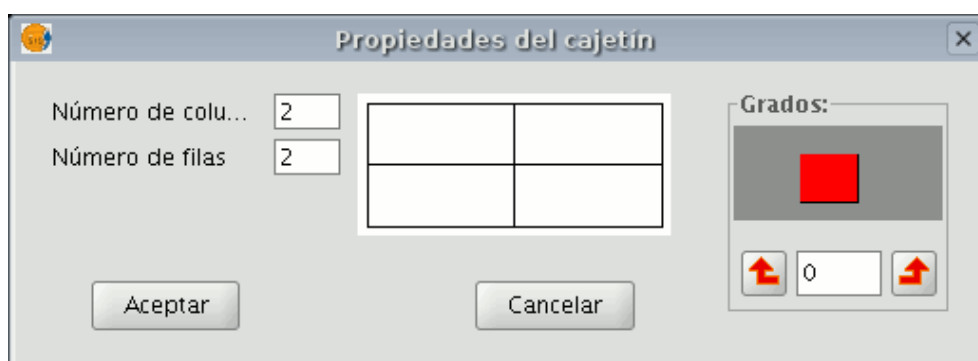 Propiedades del cajetín
Número de colu... 2
Número de filas 2
Grados:
0
Aceptar
Cancelar